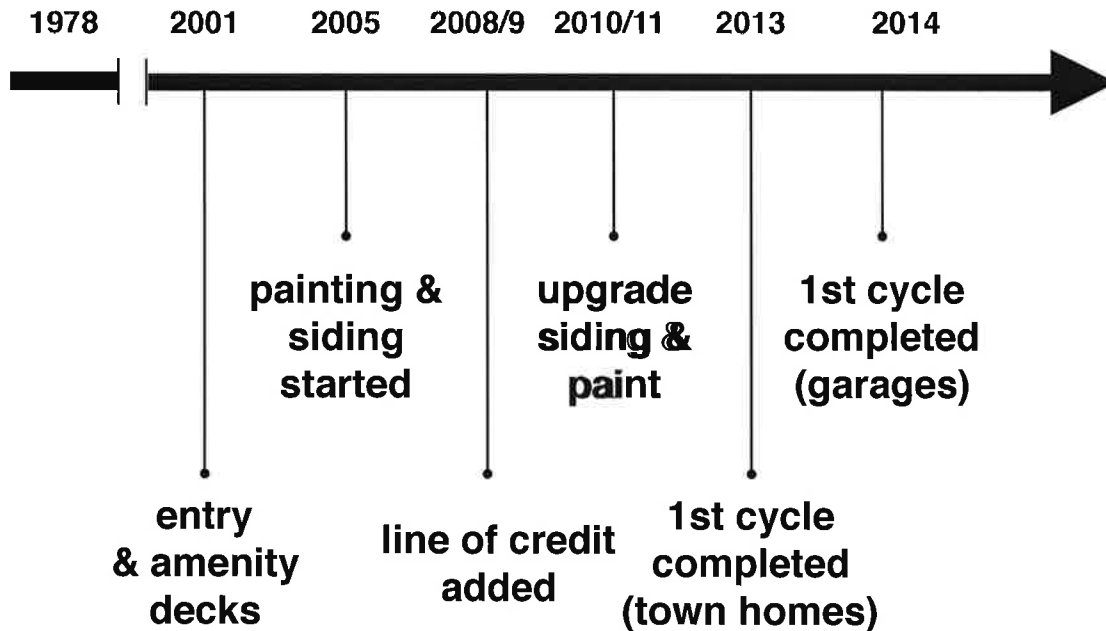 1978 2001 2005 2008/9 2010/11 2013 2014
painting &
siding
started
upgrade
siding &
paint
1st cycle
completed
(garages)
entry
& amenity
decks
line of credit
added
1st cycle
completed
(town homes)